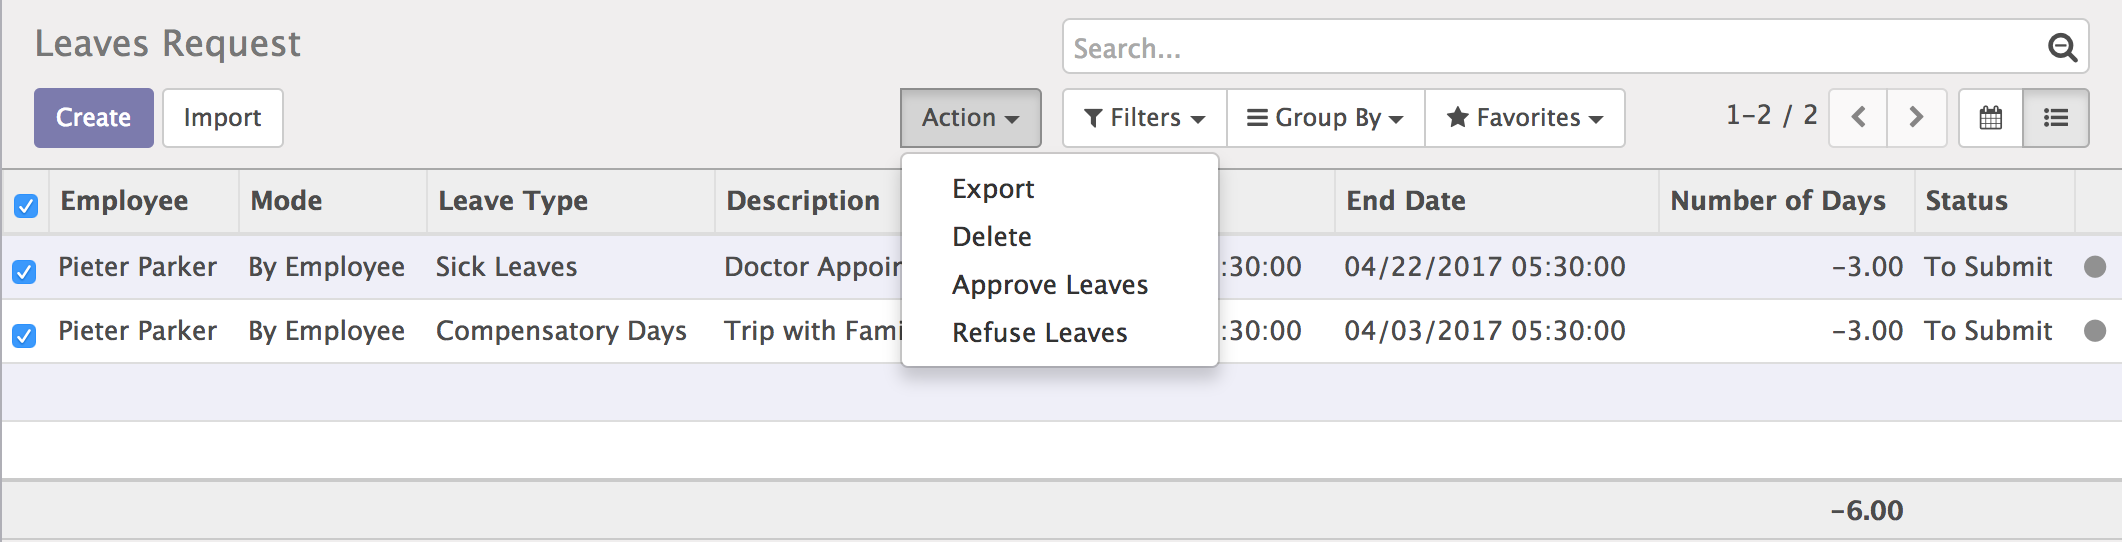 Leaves Request
Search...
Create Import Action Filters Group By Favorites 1-2 / 2
Export
Delete
Approve Leaves
Refuse Leaves
Employee Mode Leave Type Description End Date Number of Days Status
Pieter Parker By Employee Sick Leaves Doctor :30:00 04/22/2017 05:30:00 -3.00 To Submit
Pieter Parker By Employee Compensatory Days Trip with :30:00 04/03/2017 05:30:00 -3.00 To Submit
-6.00